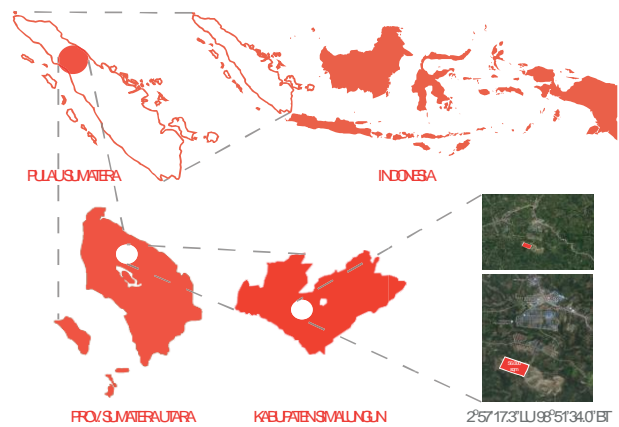 PULAU SUMATERA
INDONESIA
PROV. SUMATERA UTARA
KABUPATEN SIMALUNGUN
2°57'17.3"LU 98°51'34.0" BT